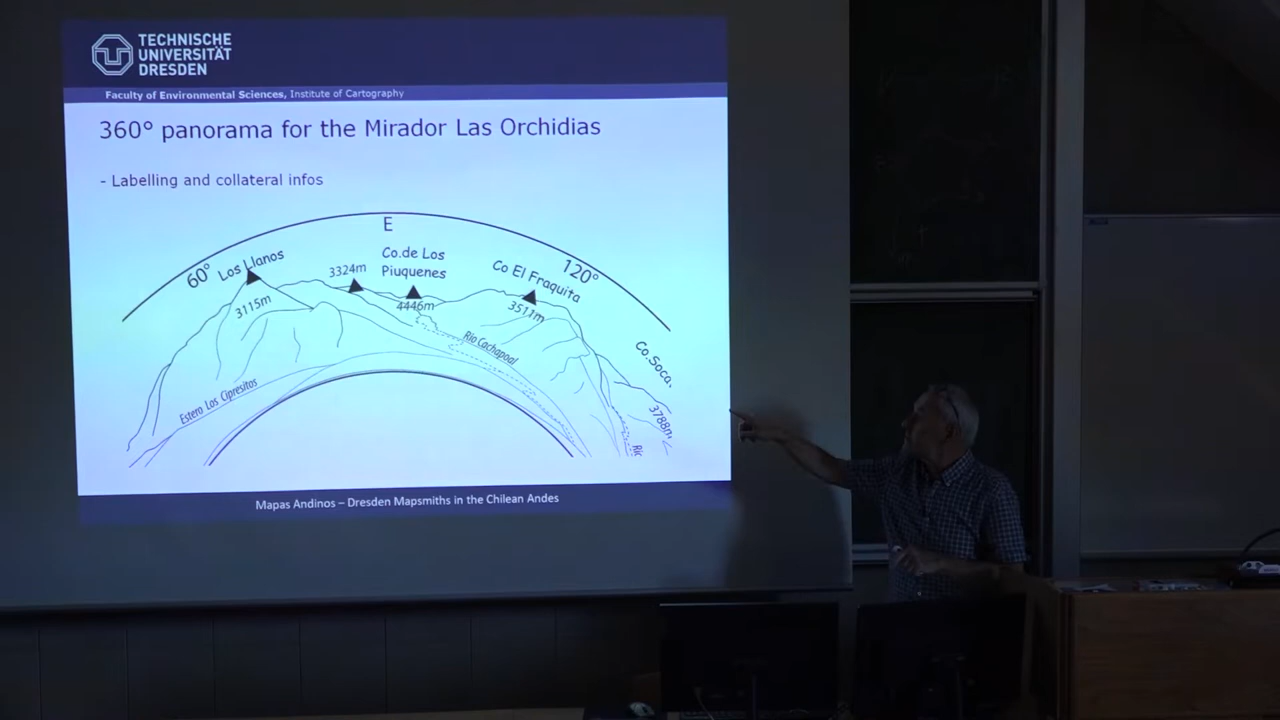 TECHNISCHE
UNIVERSITÄT
DRESDEN
Faculty of Environmental Sciences, Institute of Cartography
360° panorama for the Mirador Las Orchidias
- Labelling and collateral infos
E
60°
Los Llanos
3115m
3324m
Co.de Los
Piuquenes
4446m
Co El Fraquita
3511m
120°
Rio Cachapoal
Co.Soca.
3788m
Estero Los Cipresitos
Ric
Mapas Andinos – Dresden Mapsmiths in the Chilean Andes